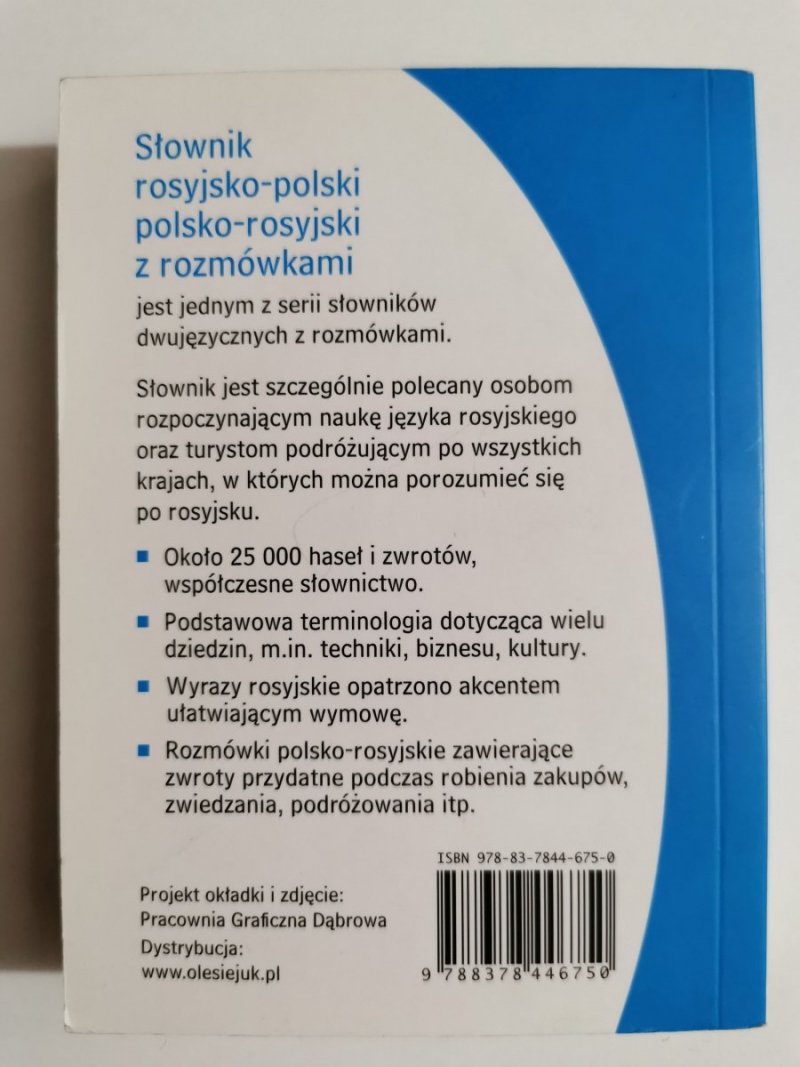 Słownik
rosyjsko-polski
polsko-rosyjski
z rozmówkami
jest jednym z serii słowników
dwujęzycznych z rozmówkami.
Słownik jest szczególnie polecany osobom
rozpoczynającym naukę języka rosyjskiego
oraz turystom podróżującym po wszystkich
krajach, w których można porozumieć się
po rosyjsku.
Około 25 000 haseł i zwrotów,
współczesne słownictwo.
Podstawowa terminologia dotycząca wielu
dziedzin, m.in. techniki, biznesu, kultury.
Wyrazy rosyjskie opatrzono akcentem
ułatwiającym wymowę.
Rozmówki polsko-rosyjskie zawierające
zwroty przydatne podczas robienia zakupów,
zwiedzania, podróżowania itp.
ISBN 978-83-7844-675-0
Projekt okładki i zdjęcie:
Pracownia Graficzna Dąbrowa
Dystrybucja:
www.olesiejuk.pl
9 788378 446750